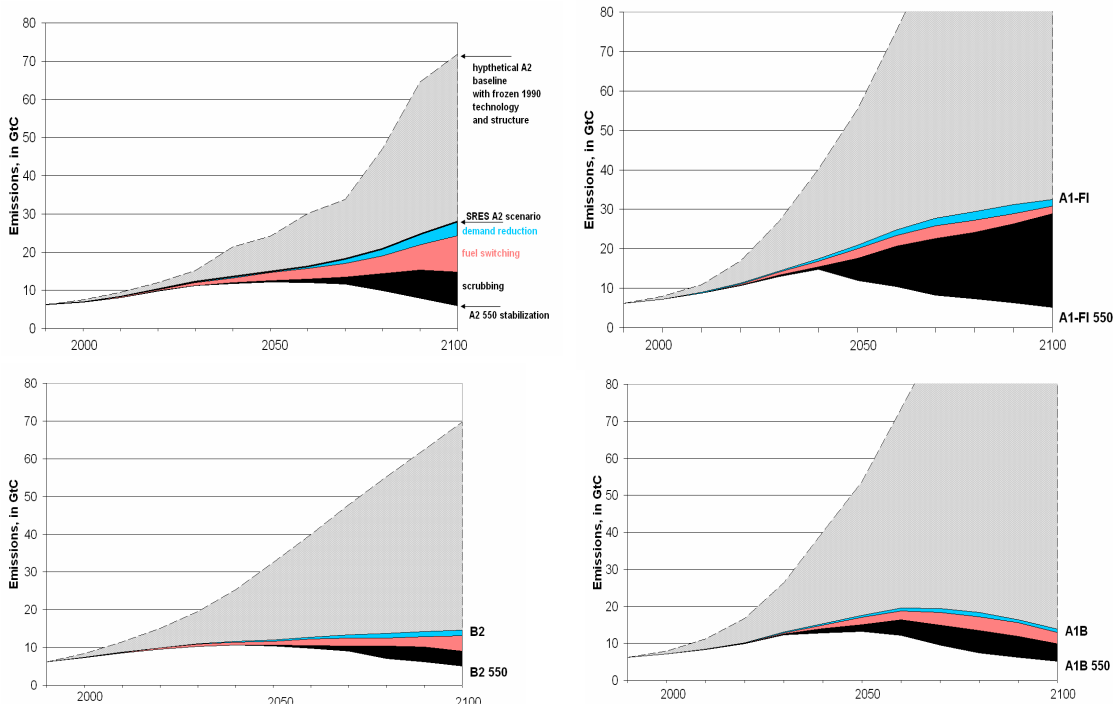 80
70
60
50
40
30
20
10
0
Emissions, in GtC
2000
2050
2100
hypthetical A2
baseline
with frozen 1990
technology
and structure
SRES A2 scenario
demand reduction
fuel switching
scrubbing
A2 550 stabilization
80
70
60
50
40
30
20
10
0
Emissions, in GtC
2000
2050
2100
A1-FI
A1-FI 550
80
70
60
50
40
30
20
10
0
Emissions, in GtC
2000
2050
2100
B2
B2 550
80
70
60
50
40
30
20
10
0
Emissions, in GtC
2000
2050
2100
A1B
A1B 550